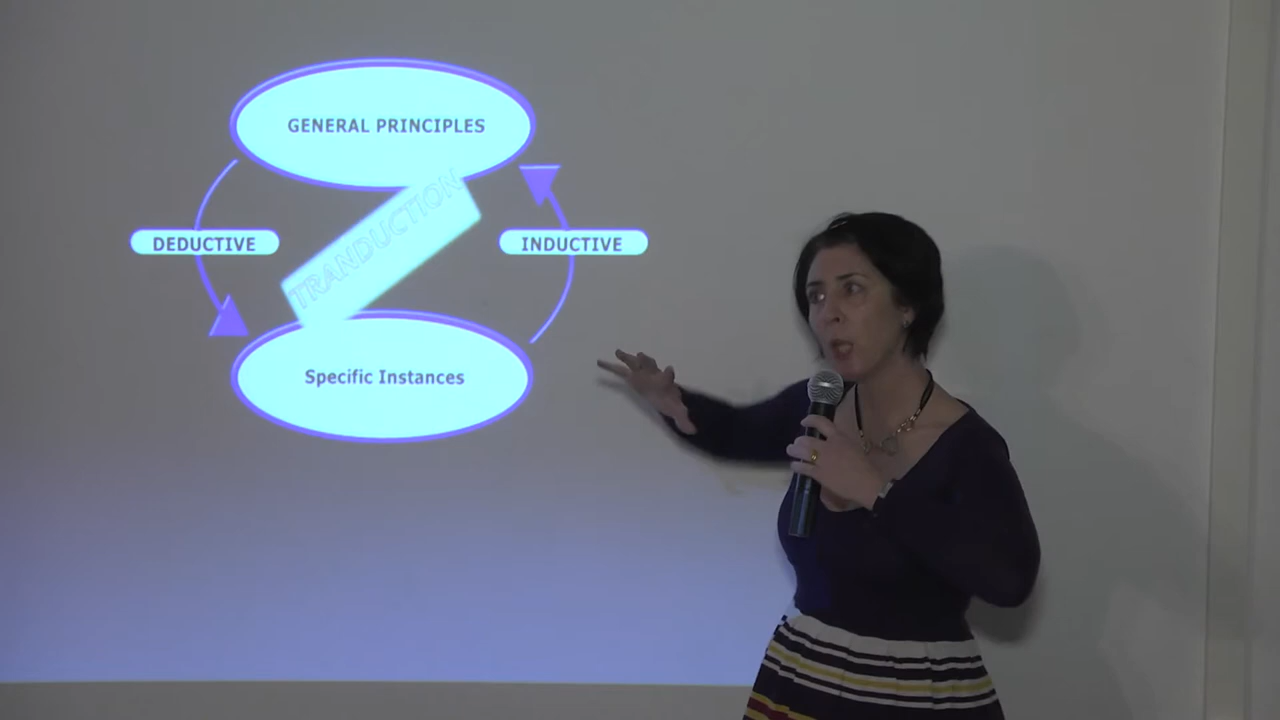 GENERAL PRINCIPLES
TRANDUCTION
DEDUCTIVE
INDUCTIVE
Specific Instances